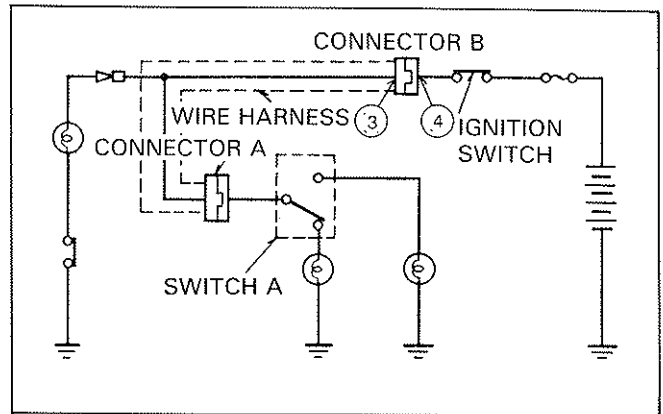 CONNECTOR B
WIRE HARNESS
3
4
IGNITION
SWITCH
CONNECTOR A
SWITCH A